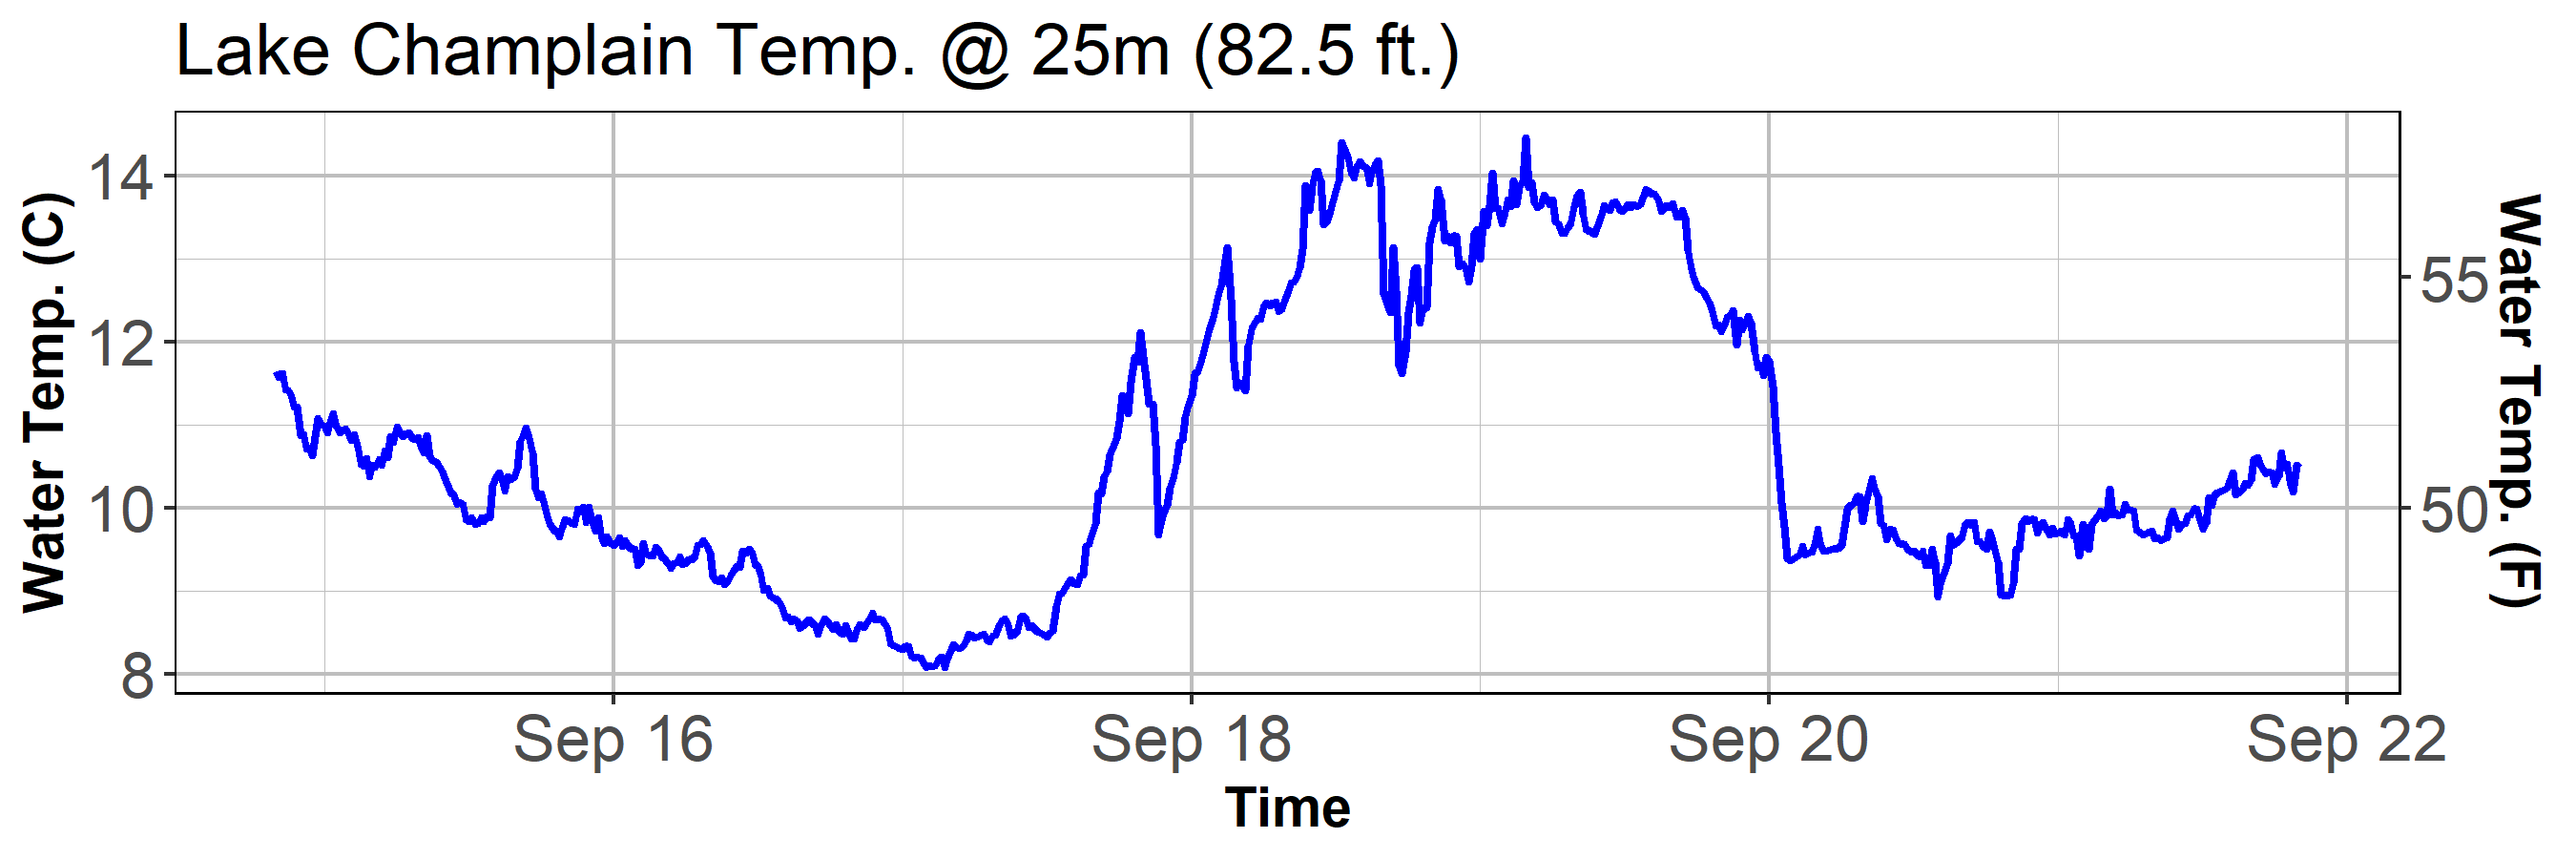 Lake Champlain Temp. @ 25m (82.5 ft.)
Water Temp. (C)
14
12
10
8
55
50
Water Temp. (F)
Sep 16
Sep 18
Sep 20
Sep 22
Time